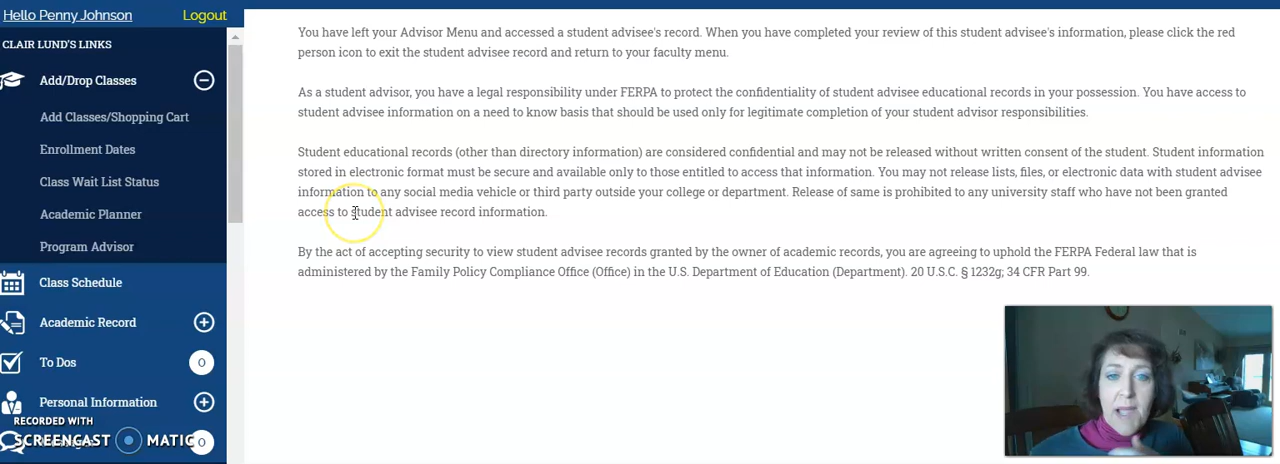 Hello Penny Johnson
Logout
CLAIR LUND'S LINKS
Add/Drop Classes
Add Classes/Shopping Cart
Enrollment Dates
Class Wait List Status
Academic Planner
Program Advisor
Class Schedule
Academic Record
To Dos
0
Personal Information
0
RECORDED WITH
SCREENCAST MATIC
You have left your Advisor Menu and accessed a student advisee's record. When you have completed your review of this student advisee's information, please click the red
person icon to exit the student advisee record and return to your faculty menu.
As a student advisor, you have a legal responsibility under FERPA to protect the confidentiality of student advisee educational records in your possession. You have access to
student advisee information on a need to know basis that should be used only for legitimate completion of your student advisor responsibilities.
Student educational records (other than directory information) are considered confidential and may not be released without written consent of the student. Student information
stored in electronic format must be secure and available only to those entitled to access that information. You may not release lists, files, or electronic data with student advisee
information to any social media vehicle or third party outside your college or department. Release of same is prohibited to any university staff who have not been granted
access to student advisee record information.
By the act of accepting security to view student advisee records granted by the owner of academic records, you are agreeing to uphold the FERPA Federal law that is
administered by the Family Policy Compliance Office (Office) in the U.S. Department of Education (Department). 20 U.S.C. § 1232g; 34 CFR Part 99.